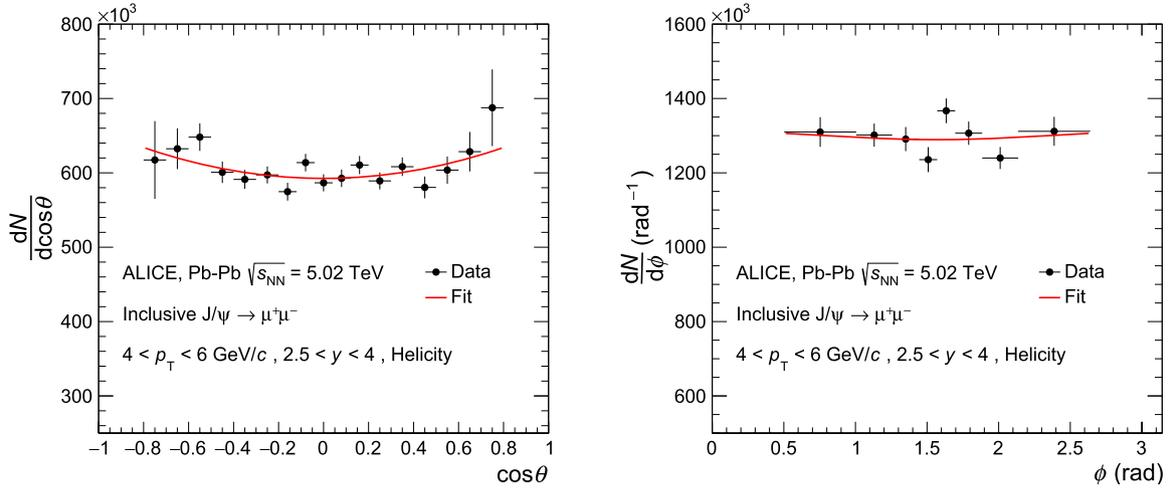 ×10³
800
700
600
500
400
300
dN
dcosθ
ALICE, Pb-Pb √sNN = 5.02 TeV
Inclusive J/ψ → μ⁺μ⁻
4 < pT < 6 GeV/c , 2.5 < y < 4 , Helicity
Data
Fit
−1 −0.8 −0.6 −0.4 −0.2 0 0.2 0.4 0.6 0.8 1
cosθ
×10³
1600
1400
1200
1000
800
600
dN
dϕ
(rad⁻¹)
ALICE, Pb-Pb √sNN = 5.02 TeV
Inclusive J/ψ → μ⁺μ⁻
4 < pT < 6 GeV/c , 2.5 < y < 4 , Helicity
Data
Fit
0 0.5 1 1.5 2 2.5 3
ϕ (rad)